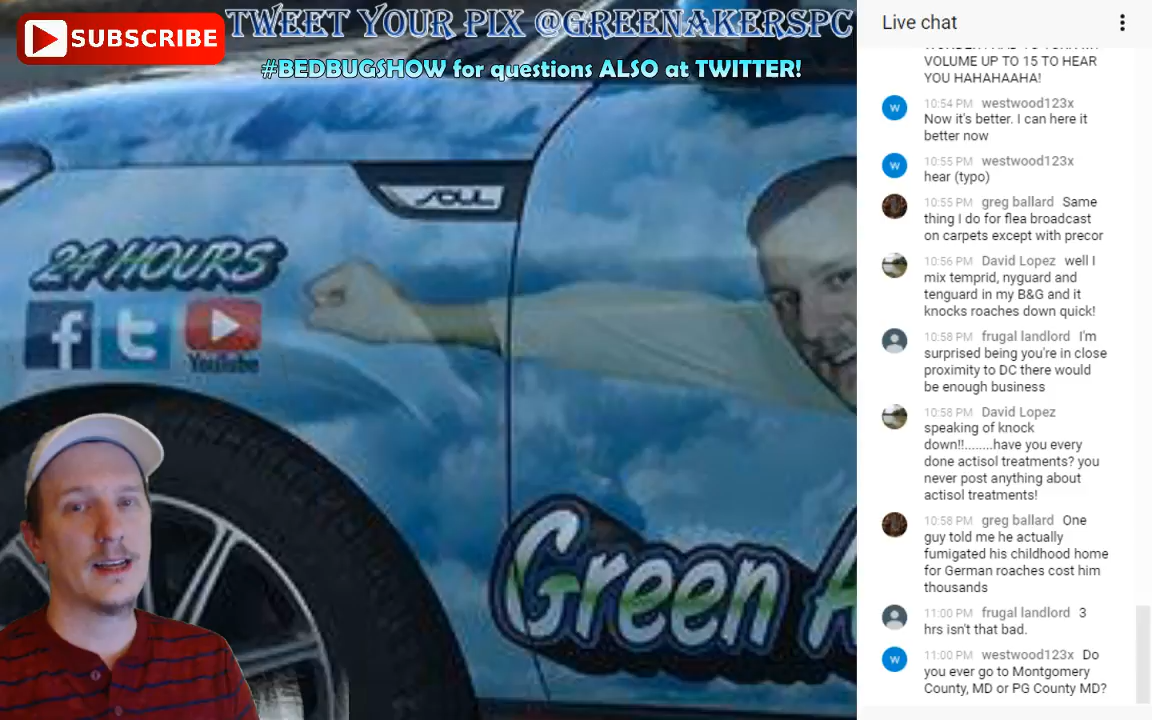 SUBSCRIBE
TWEET YOUR PIX @GREENAKERSPC
#BEDBUGSHOW for questions ALSO at TWITTER!
SOUL
24 HOURS
f t YouTube
Green A
Live chat
VOLUME UP TO 15 TO HEAR
YOU HAHAHAAHA!
W 10:54 PM westwood123x
Now it's better. I can here it
better now
W 10:55 PM westwood123x
hear (typo)
10:55 PM greg ballard Same
thing I do for flea broadcast
on carpets except with precor
10:56 PM David Lopez well I
mix temprid, nyguard and
tenguard in my B&G and it
knocks roaches down quick!
10:58 PM frugal landlord I'm
surprised being you're in close
proximity to DC there would
be enough business
10:58 PM David Lopez
speaking of knock
down!!........have you every
done actisol treatments? you
never post anything about
actisol treatments!
10:58 PM greg ballard One
guy told me he actually
fumigated his childhood home
for German roaches cost him
thousands
11:00 PM frugal landlord 3
hrs isn't that bad.
W 11:00 PM westwood123x Do
you ever go to Montgomery
County, MD or PG County MD?